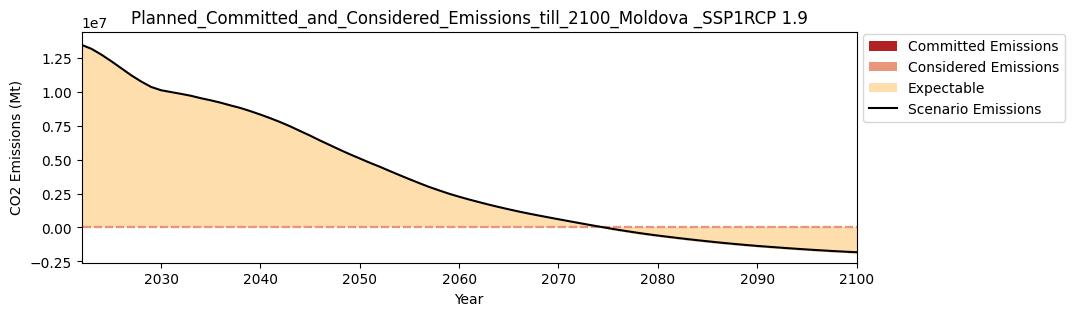 Planned_Committed_and_Considered_Emissions_till_2100_Moldova _SSP1RCP 1.9
1e7
1.25
1.00
0.75
0.50
0.25
0.00
−0.25
CO2 Emissions (Mt)
2030 2040 2050 2060 2070 2080 2090 2100
Year
Committed Emissions
Considered Emissions
Expectable
Scenario Emissions